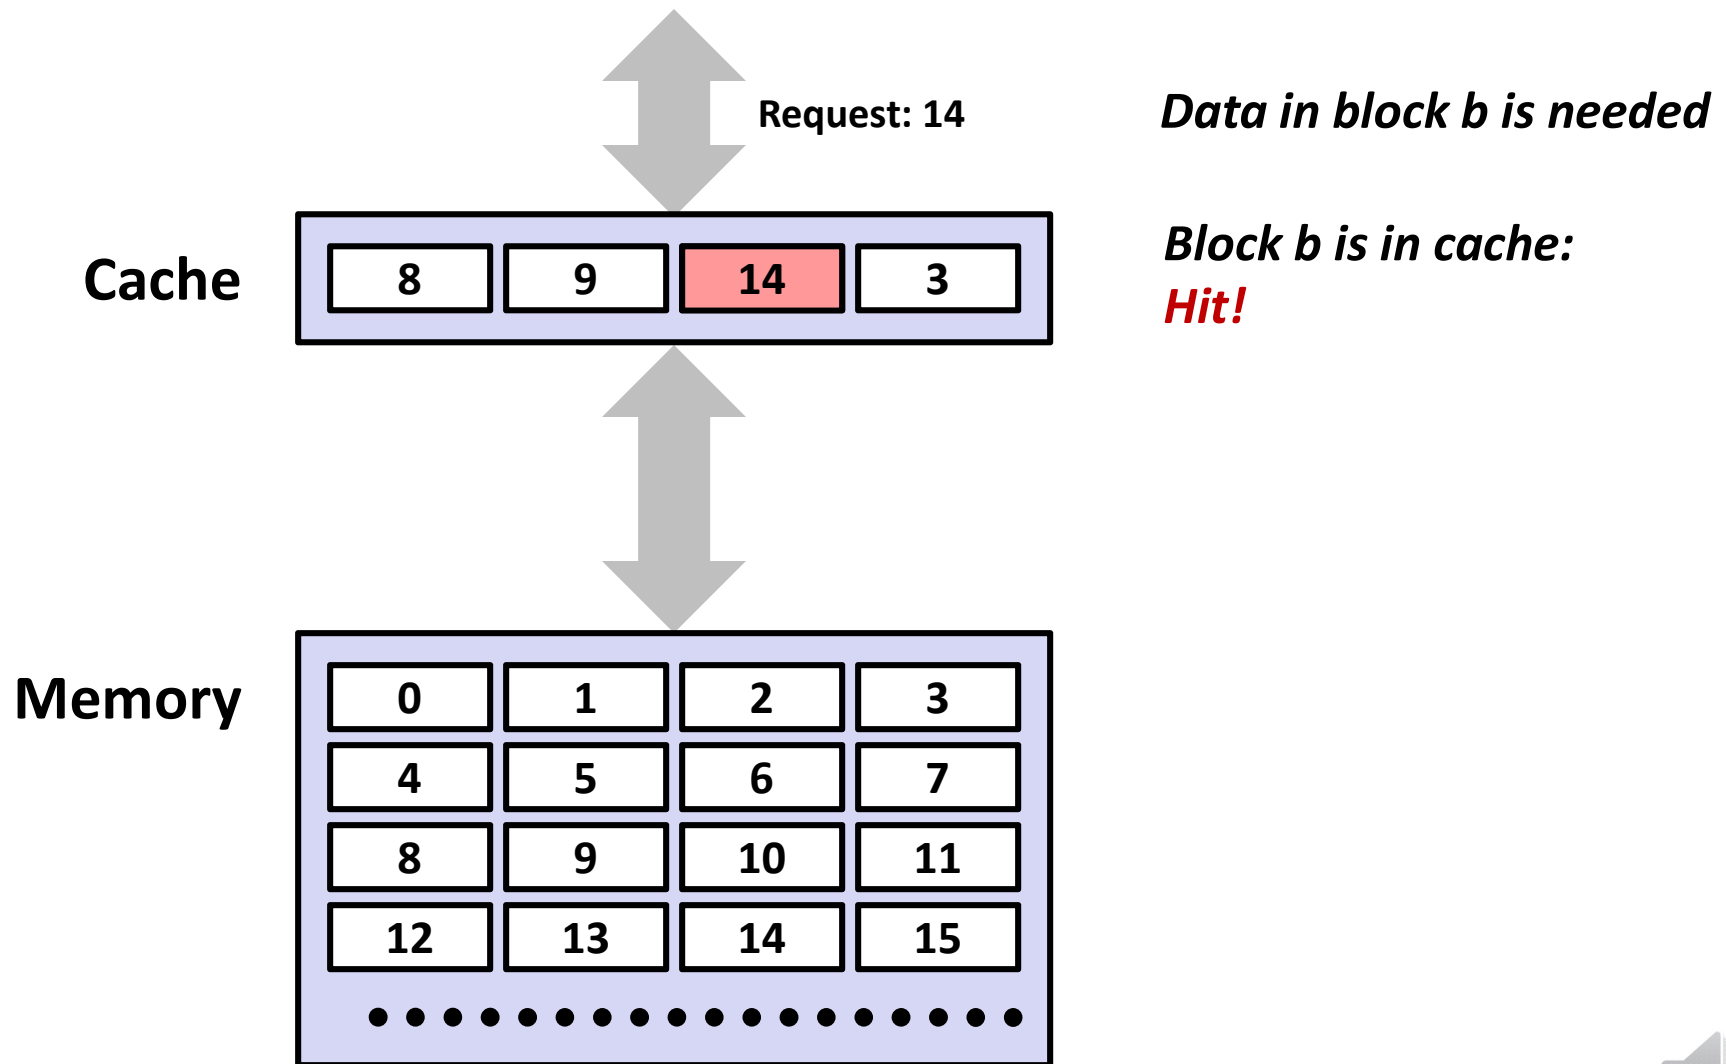 Request: 14
Data in block b is needed
Cache
8 9 14 3
Block b is in cache:
Hit!
Memory
0 1 2 3
4 5 6 7
8 9 10 11
12 13 14 15